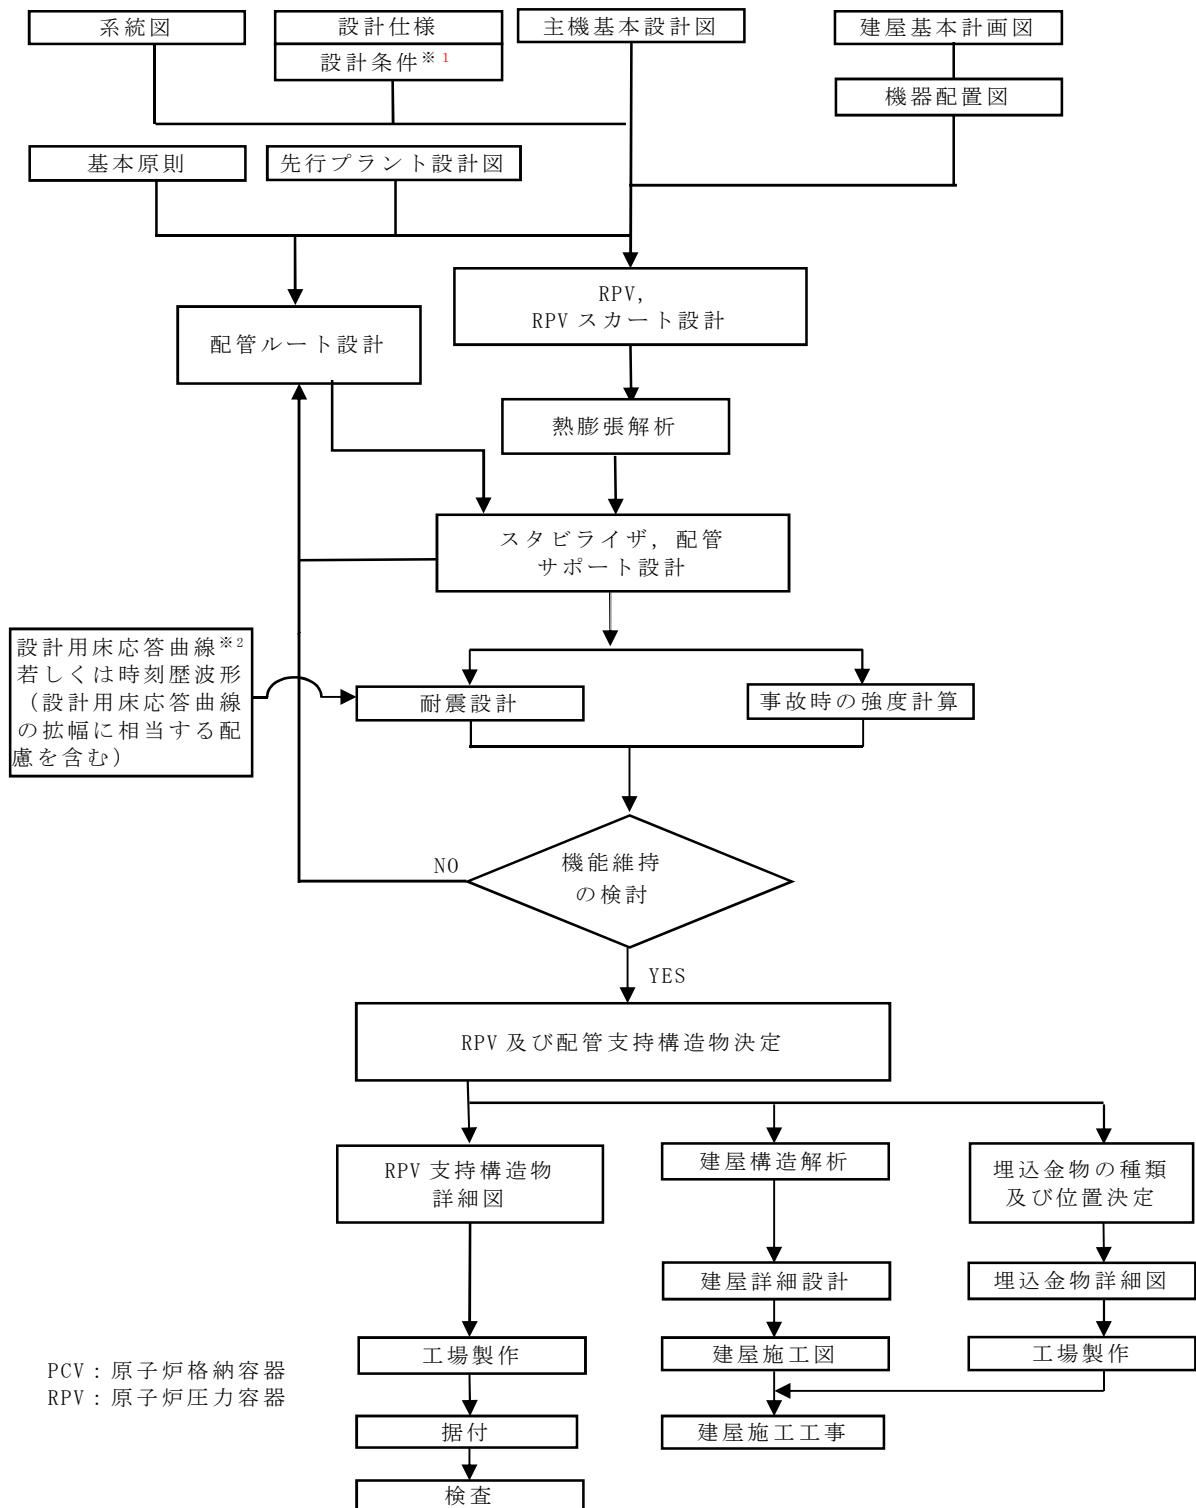 系統図
設計仕様
設計条件※1
主機基本設計図
建屋基本計画図
機器配置図
基本原則
先行プラント設計図
RPV,
RPVスカート設計
配管ルート設計
熱膨張解析
スタビライザ,配管
サポート設計
設計用床応答曲線※2
若しくは時刻歴波形
(設計用床応答曲線
の拡幅に相当する配
慮を含む)
耐震設計
事故時の強度計算
機能維持
の検討
NO
YES
RPV及び配管支持構造物決定
RPV支持構造物
詳細図
建屋構造解析
埋込金物の種類
及び位置決定
建屋詳細設計
埋込金物詳細図
工場製作
建屋施工図
工場製作
PCV:原子炉格納容器
RPV:原子炉圧力容器
据付
建屋施工工事
検査